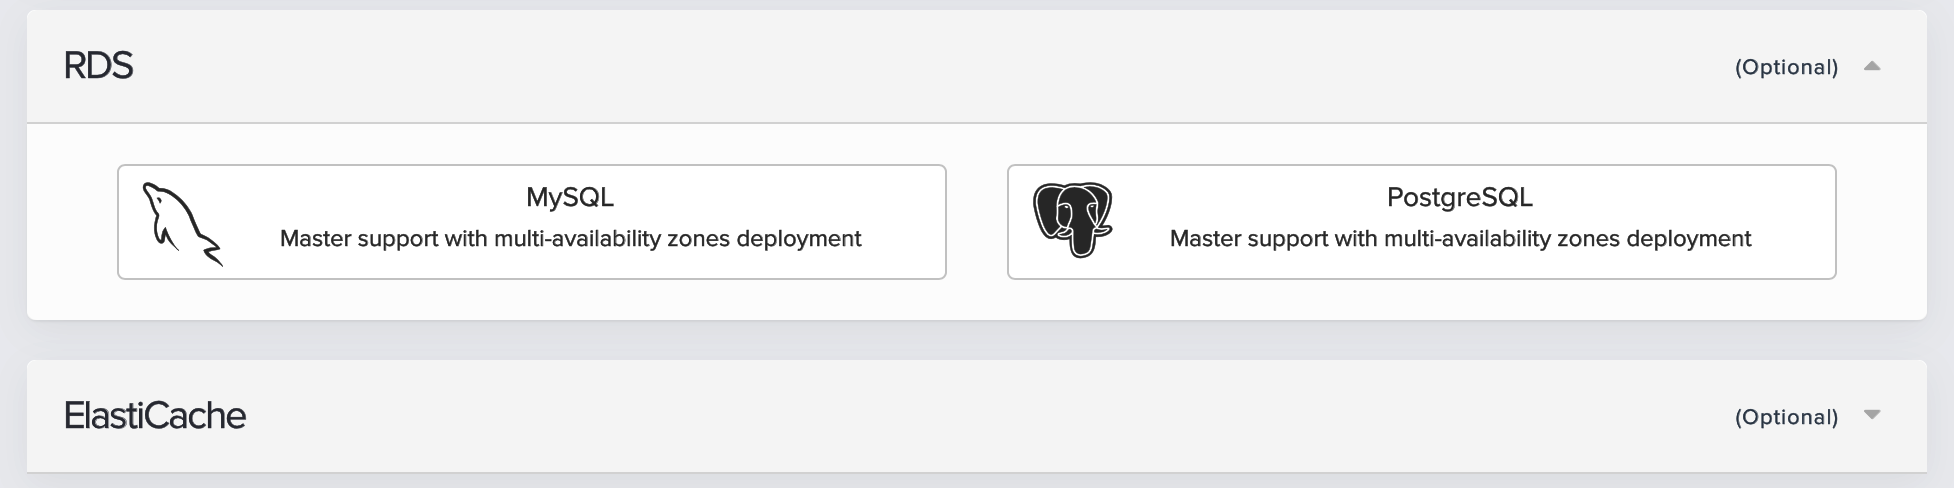 RDS
(Optional)
MySQL
Master support with multi-availability zones deployment
PostgreSQL
Master support with multi-availability zones deployment
ElastiCache
(Optional)